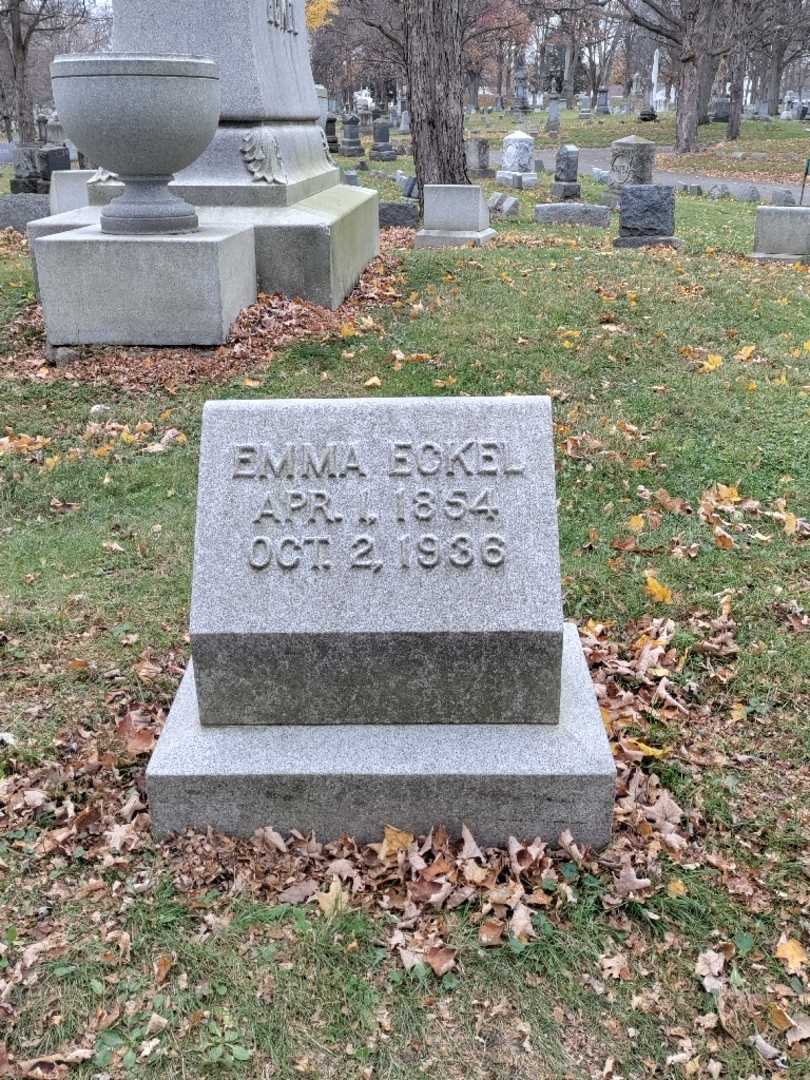 EMMA ECKEL
APR. 1, 1854
OCT. 2, 1936